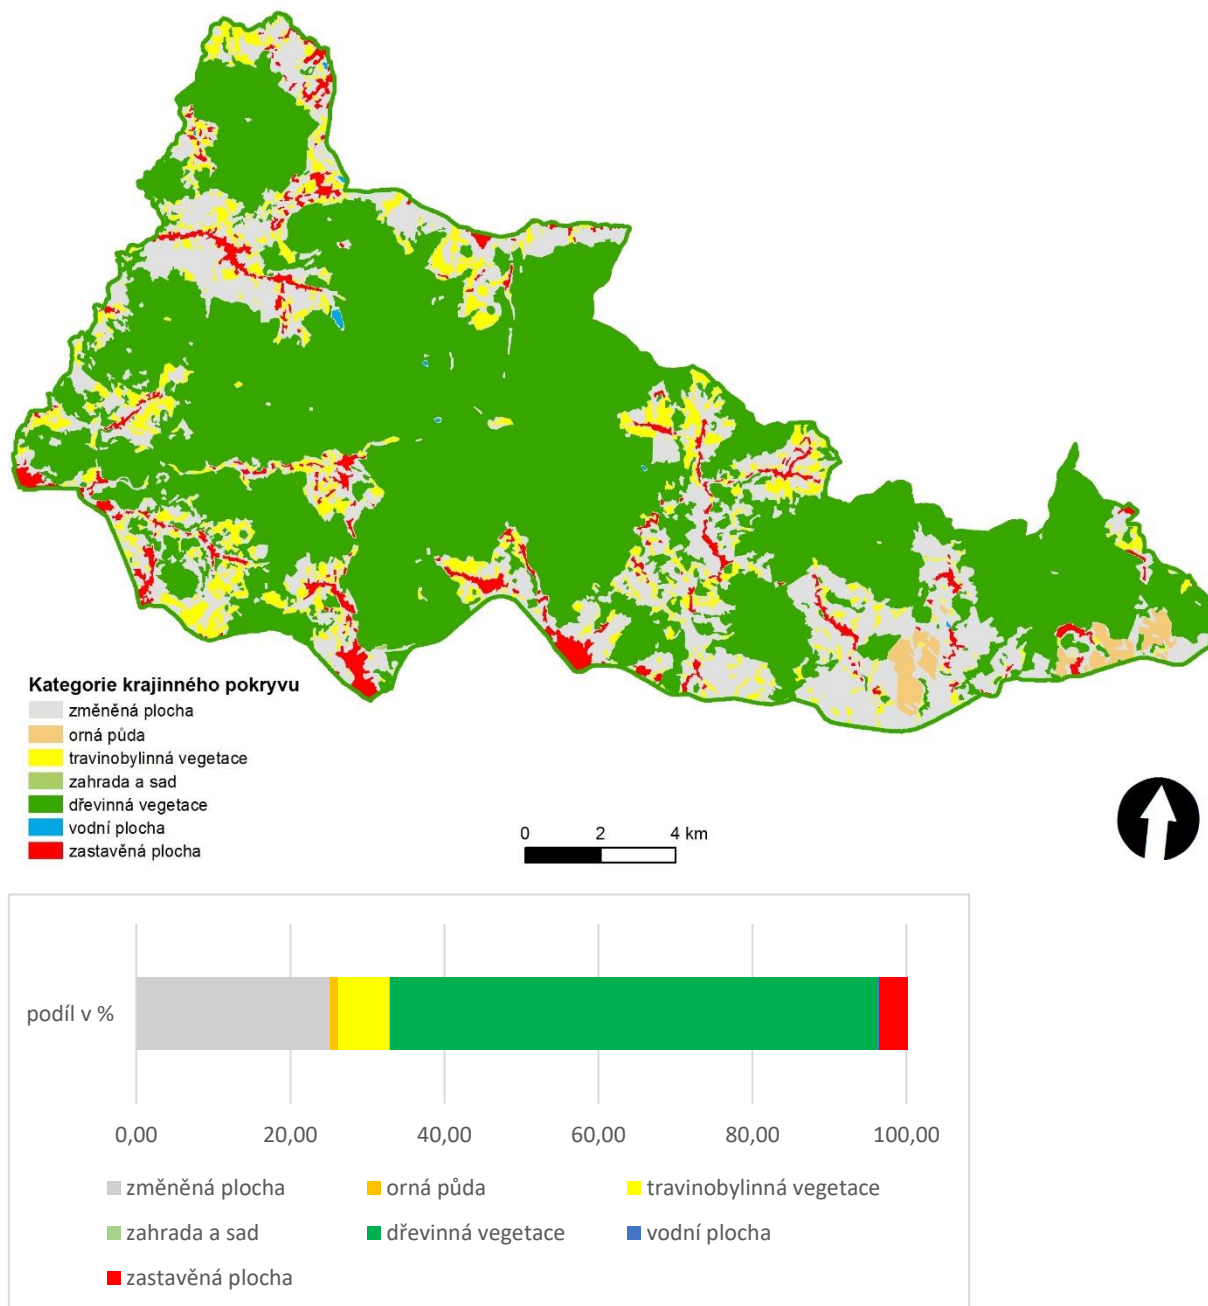 Kategorie krajinného pokryvu
změněná plocha
orná půda
travinobylinná vegetace
zahrada a sad
dřevinná vegetace
vodní plocha
zastavěná plocha
0 2 4 km
podíl v %
0,00 20,00 40,00 60,00 80,00 100,00
změněná plocha orná půda travinobylinná vegetace
zahrada a sad dřevinná vegetace vodní plocha
zastavěná plocha